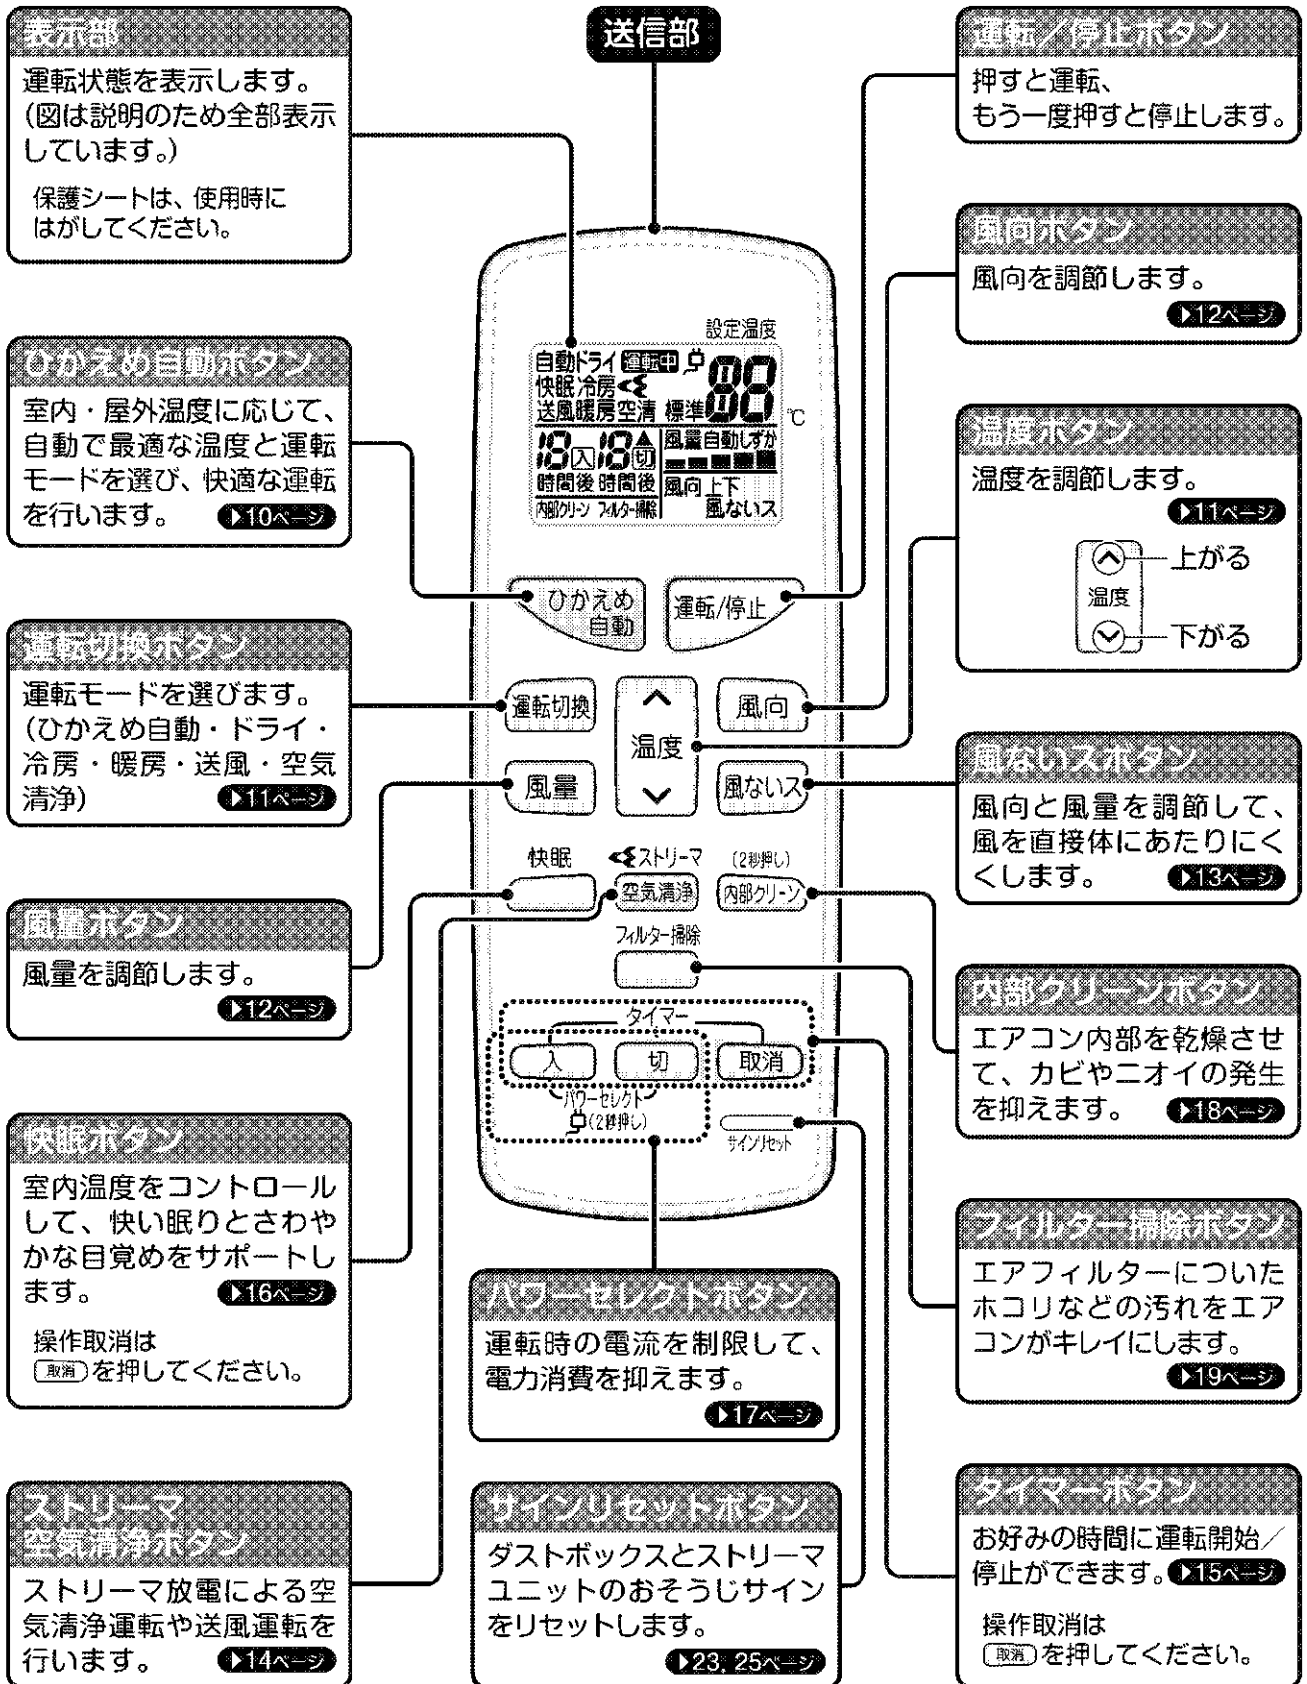 送信部
表示部
運転状態を表示します。
(図は説明のため全部表示
しています。)
保護シートは、使用時に
はがしてください。
ひかえめ自動ボタン
室内・屋外温度に応じて、
自動で最適な温度と運転
モードを選び、快適な運転
を行います。 ▶10ページ
運転切換ボタン
運転モードを選びます。
(ひかえめ自動・ドライ・
冷房・暖房・送風・空気
清浄) ▶11ページ
風量ボタン
風量を調節します。
▶12ページ
快眠ボタン
室内温度をコントロール
して、快い眠りとさわや
かな目覚めをサポートし
ます。 ▶16ページ
操作取消は
取消を押してください。
ストリーマ
空気清浄ボタン
ストリーマ放電による空
気清浄運転や送風運転を
行います。 ▶14ページ
設定温度
自動ドライ 運転中 88
快眠 冷房
送風暖房空清 標準 ℃
18入 18切 風量自動しずか
時間後 時間後 風向 上下
内部クリーン フィルター掃除 風ないス
ひかえめ
自動
運転/停止
運転切換
温度
風向
風量
風ないス
快眠
ストリーマ
(2秒押し)
空気清浄
内部クリーン
フィルター掃除
タイマー
入 切 取消
パワーセレクト
(2秒押し)
サインリセット
パワーセレクトボタン
運転時の電流を制限して、
電力消費を抑えます。
▶17ページ
サインリセットボタン
ダストボックスとストリーマ
ユニットのおそうじサイン
をリセットします。
▶23, 25ページ
運転/停止ボタン
押すと運転、
もう一度押すと停止します。
風向ボタン
風向を調節します。
▶12ページ
温度ボタン
温度を調節します。
▶11ページ
上がる
温度
下がる
風ないスボタン
風向と風量を調節して、
風を直接体にあたりにく
くします。 ▶13ページ
内部クリーンボタン
エアコン内部を乾燥させ
て、カビやニオイの発生
を抑えます。 ▶18ページ
フィルター掃除ボタン
エアフィルターについた
ホコリなどの汚れをエア
コンがキレイにします。
▶19ページ
タイマーボタン
お好みの時間に運転開始/
停止ができます。 ▶15ページ
操作取消は
取消を押してください。